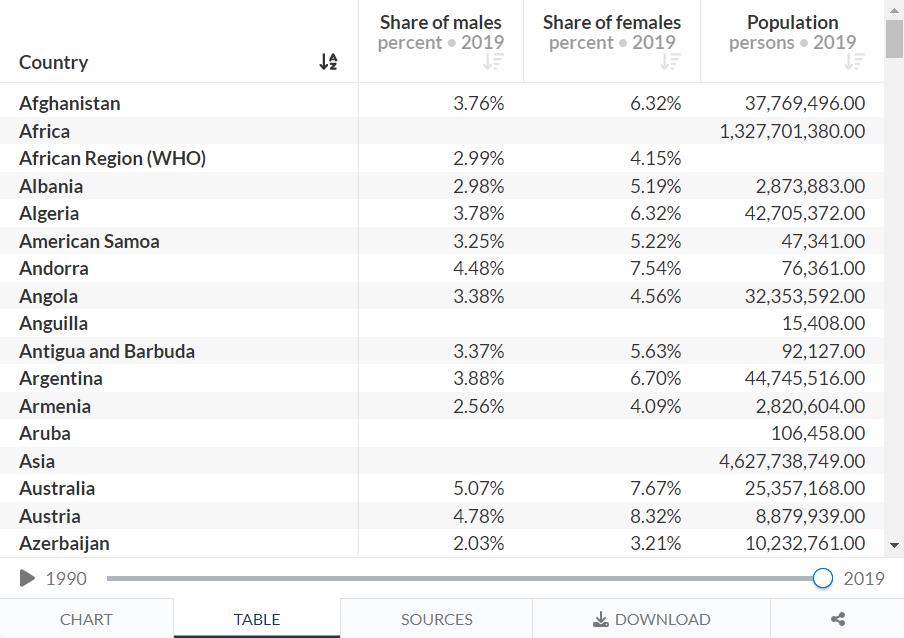 Share of males Share of females Population
percent • 2019 percent • 2019 persons • 2019
Country
Afghanistan 3.76% 6.32% 37,769,496.00
Africa 1,327,701,380.00
African Region (WHO) 2.99% 4.15%
Albania 2.98% 5.19% 2,873,883.00
Algeria 3.78% 6.32% 42,705,372.00
American Samoa 3.25% 5.22% 47,341.00
Andorra 4.48% 7.54% 76,361.00
Angola 3.38% 4.56% 32,353,592.00
Anguilla 15,408.00
Antigua and Barbuda 3.37% 5.63% 92,127.00
Argentina 3.88% 6.70% 44,745,516.00
Armenia 2.56% 4.09% 2,820,604.00
Aruba 106,458.00
Asia 4,627,738,749.00
Australia 5.07% 7.67% 25,357,168.00
Austria 4.78% 8.32% 8,879,939.00
Azerbaijan 2.03% 3.21% 10,232,761.00
1990 2019
CHART TABLE SOURCES DOWNLOAD